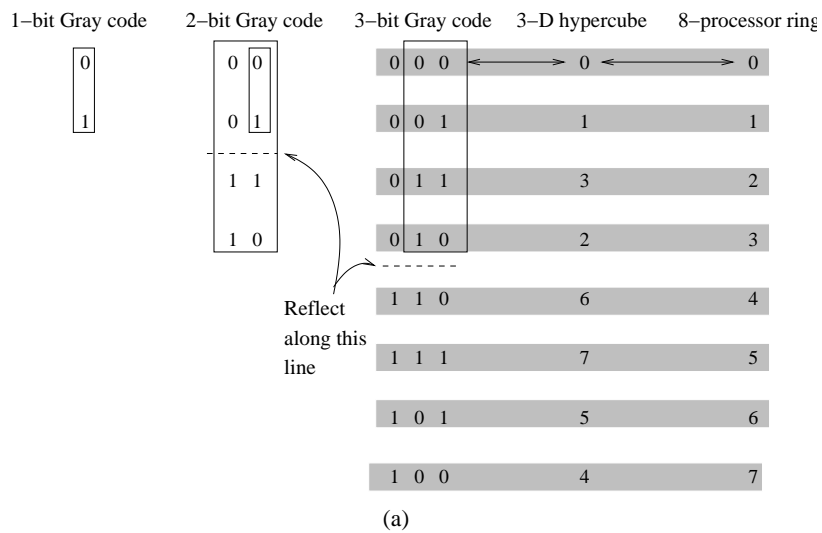 1–bit Gray code 2–bit Gray code 3–bit Gray code 3–D hypercube 8–processor ring
0 0 0 0 0 0 0 0
1 0 1 0 0 1 1 1
1 1 0 1 1 3 2
1 0 0 1 0 2 3
1 1 0 6 4
Reflect
along this
line
1 1 1 7 5
1 0 1 5 6
1 0 0 4 7
(a)